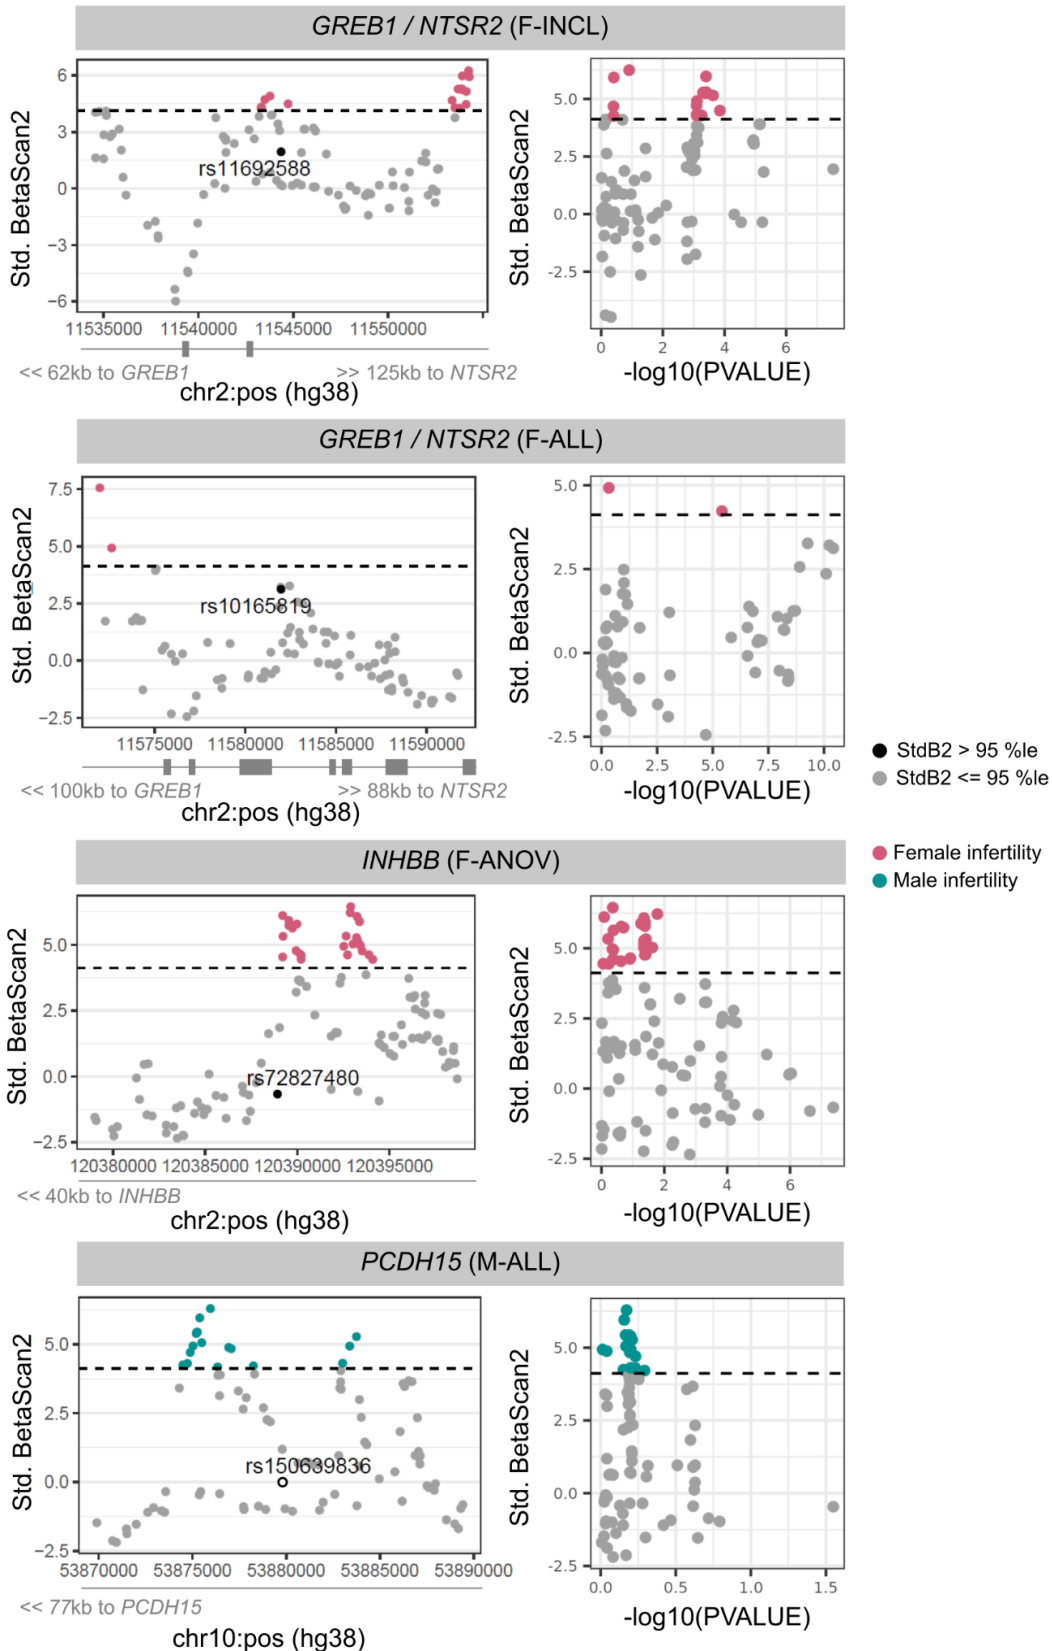 GREB1 / NTSR2 (F-INCL)
Std. BetaScan2
6
3
0
−3
−6
rs11692588
11535000 11540000 11545000 11550000
<< 62kb to GREB1 >> 125kb to NTSR2
chr2:pos (hg38)
Std. BetaScan2
5.0
2.5
0.0
-2.5
0 2 4 6
-log10(PVALUE)
GREB1 / NTSR2 (F-ALL)
Std. BetaScan2
7.5
5.0
2.5
0.0
−2.5
rs10165819
11575000 11580000 11585000 11590000
<< 100kb to GREB1 >> 88kb to NTSR2
chr2:pos (hg38)
Std. BetaScan2
5.0
2.5
0.0
-2.5
0.0 2.5 5.0 7.5 10.0
-log10(PVALUE)
StdB2 > 95 %le
StdB2 <= 95 %le
Female infertility
Male infertility
INHBB (F-ANOV)
Std. BetaScan2
5.0
2.5
0.0
−2.5
rs72827480
120380000 120385000 120390000 120395000
<< 40kb to INHBB
chr2:pos (hg38)
Std. BetaScan2
5.0
2.5
0.0
-2.5
0 2 4 6
-log10(PVALUE)
PCDH15 (M-ALL)
Std. BetaScan2
5.0
2.5
0.0
−2.5
rs150639836
53870000 53875000 53880000 53885000 53890000
<< 77kb to PCDH15
chr10:pos (hg38)
Std. BetaScan2
5.0
2.5
0.0
-2.5
0.0 0.5 1.0 1.5
-log10(PVALUE)